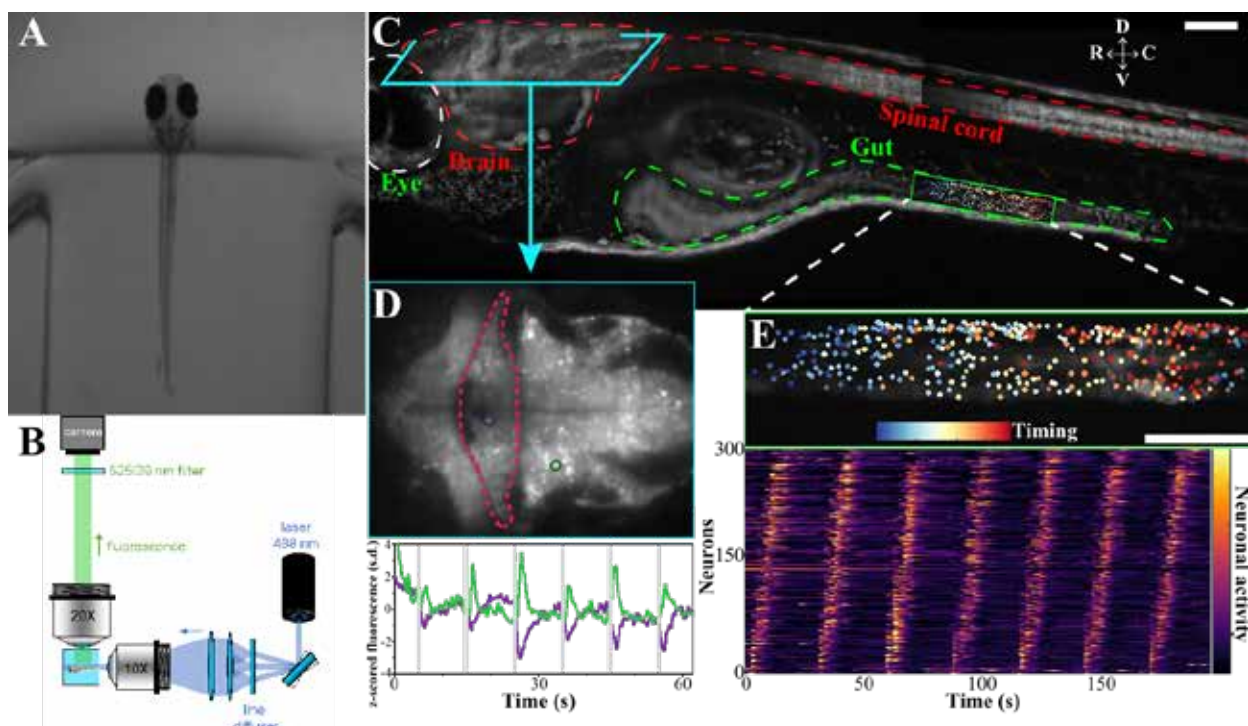 A
B
camera
525/39 nm filter
fluorescence
20X
10X
laser
488 nm
line
diffuser
C
D
R
C
V
Brain
Eye
Spinal cord
Gut
D
z-scored fluorescence (s.d.)
4
2
0
-2
-4
0
30
60
Time (s)
E
Timing
300
150
0
Neurons
0
50
100
150
Time (s)
Neuronal activity